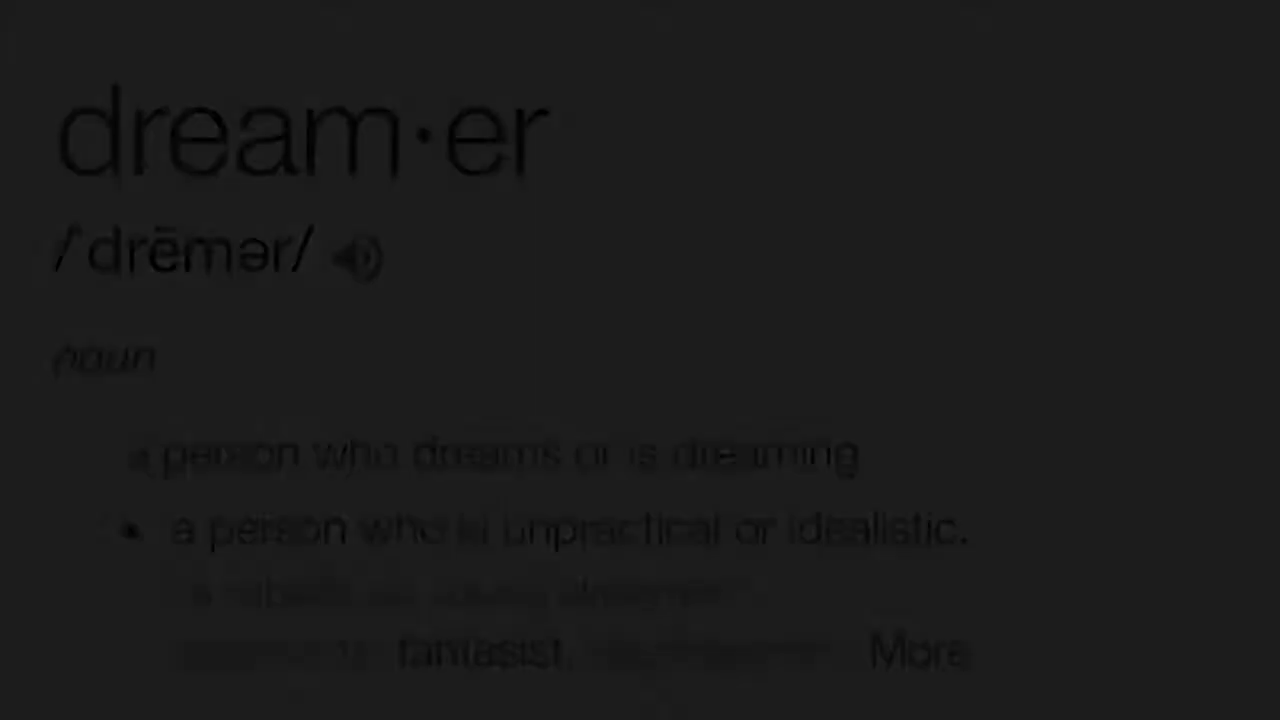 dream·er
/ˈdrēmər/
noun
a person who dreams or is dreaming
• a person who is unpractical or idealistic.
fantasist, More